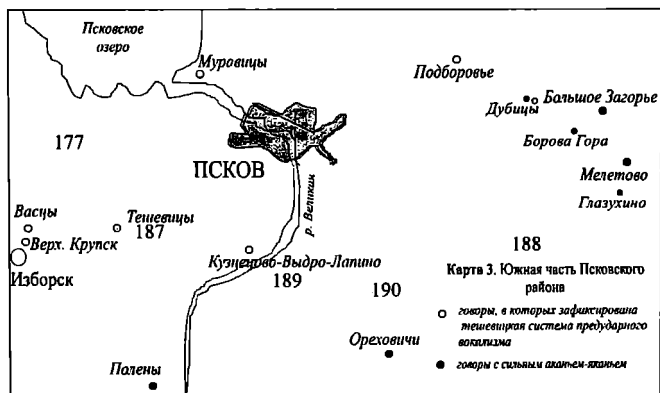 Псковское
озеро
Муровицы
Подборовье
Дубицы
Большое Загорье
Борова Гора
177
ПСКОВ
Мелетово
Глазухино
р. Великая
Васцы
Тешевицы
187
Верх. Крупск
Изборск
Кузнецово-Выдро-Лапино
188
189
190
Карта 3. Южная часть Псковского
района
говоры, в которых зафиксирована
тешевицкая система предударного
вокализма
говоры с сильным аканьем-яканьем
Ореховичи
Полены